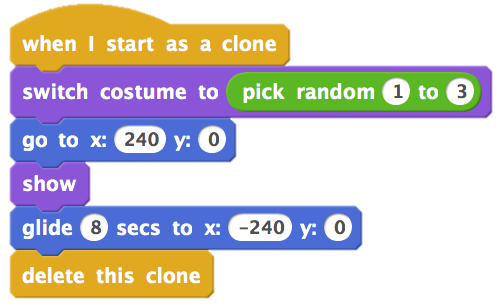 when I start as a clone
switch costume to pick random 1 to 3
go to x: 240 y: 0
show
glide 8 secs to x: -240 y: 0
delete this clone